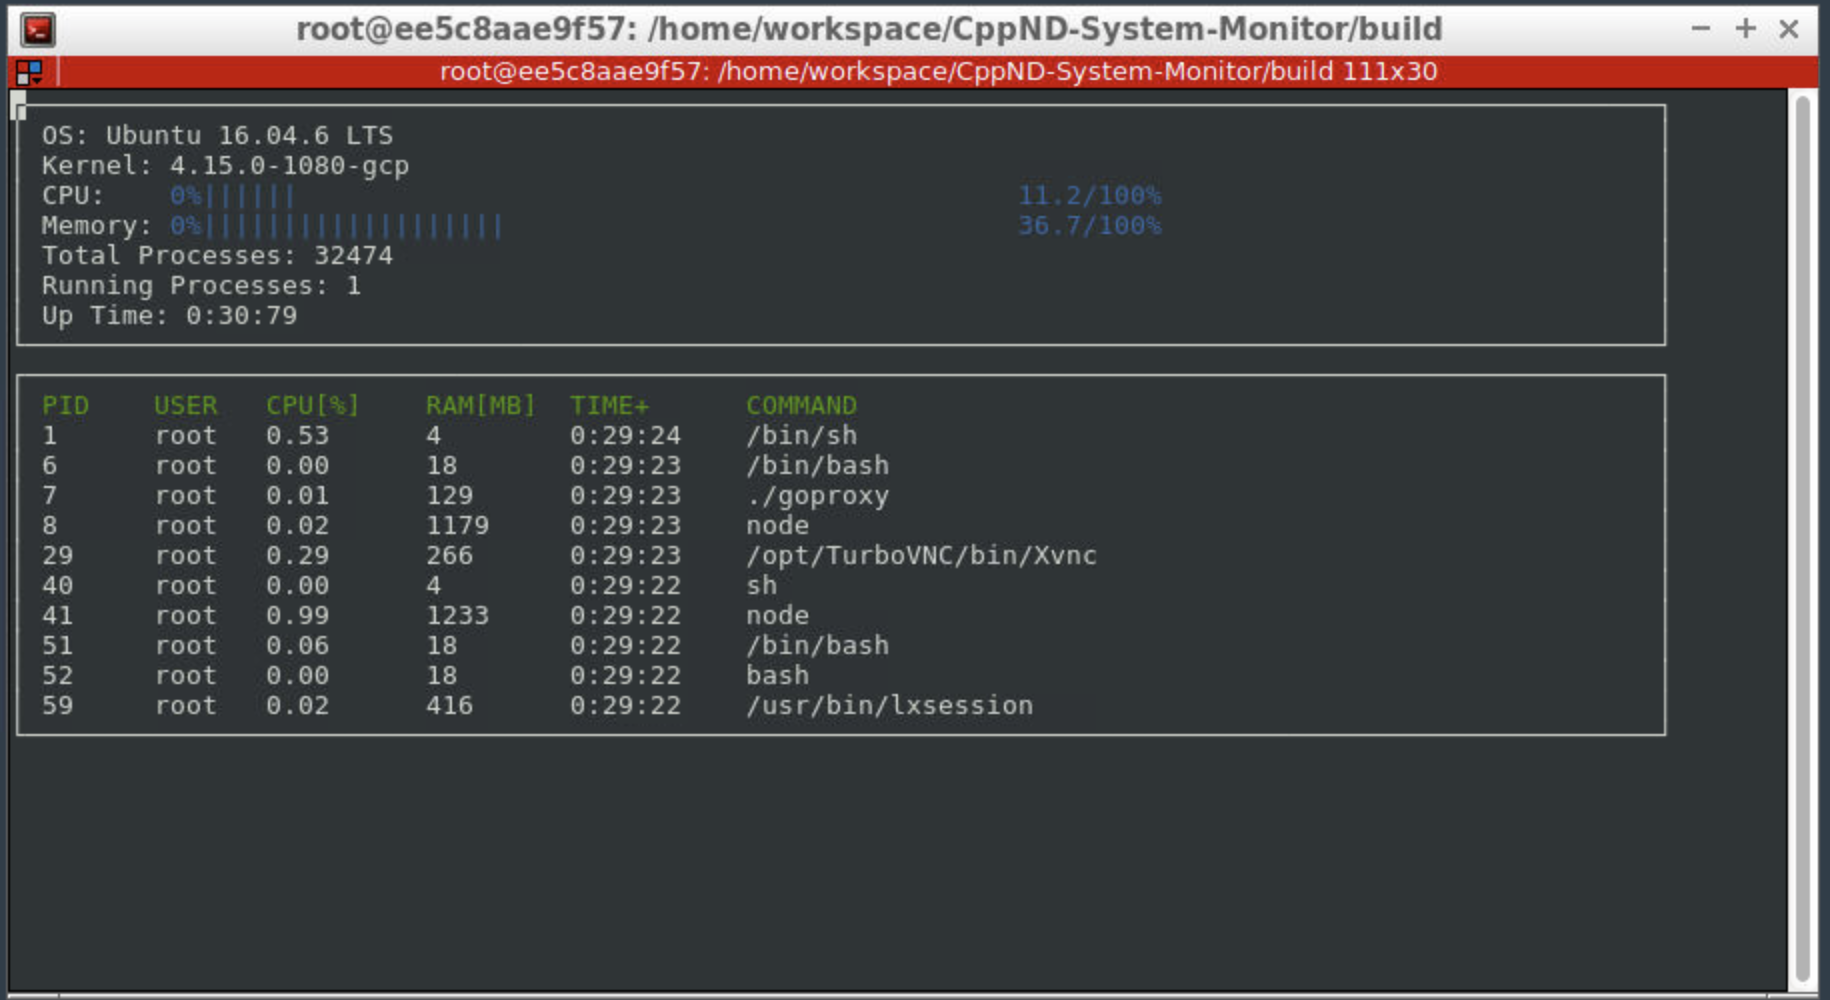 root@ee5c8aae9f57: /home/workspace/CppND-System-Monitor/build
root@ee5c8aae9f57: /home/workspace/CppND-System-Monitor/build 111x30
OS: Ubuntu 16.04.6 LTS
Kernel: 4.15.0-1080-gcp
CPU: 0%|||||| 11.2/100%
Memory: 0%||||||||||||||||||| 36.7/100%
Total Processes: 32474
Running Processes: 1
Up Time: 0:30:79
PID USER CPU[%] RAM[MB] TIME+ COMMAND
1 root 0.53 4 0:29:24 /bin/sh
6 root 0.00 18 0:29:23 /bin/bash
7 root 0.01 129 0:29:23 ./goproxy
8 root 0.02 1179 0:29:23 node
29 root 0.29 266 0:29:23 /opt/TurboVNC/bin/Xvnc
40 root 0.00 4 0:29:22 sh
41 root 0.99 1233 0:29:22 node
51 root 0.06 18 0:29:22 /bin/bash
52 root 0.00 18 0:29:22 bash
59 root 0.02 416 0:29:22 /usr/bin/lxsession